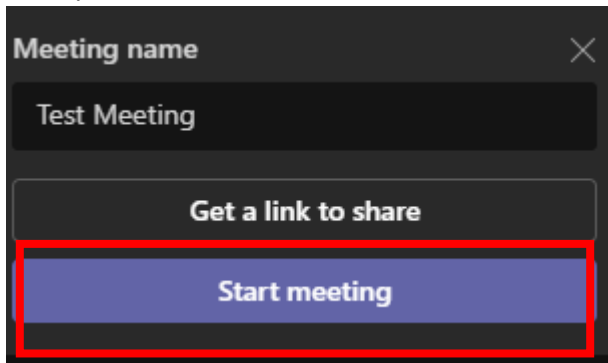 Meeting name
Test Meeting
Get a link to share
Start meeting